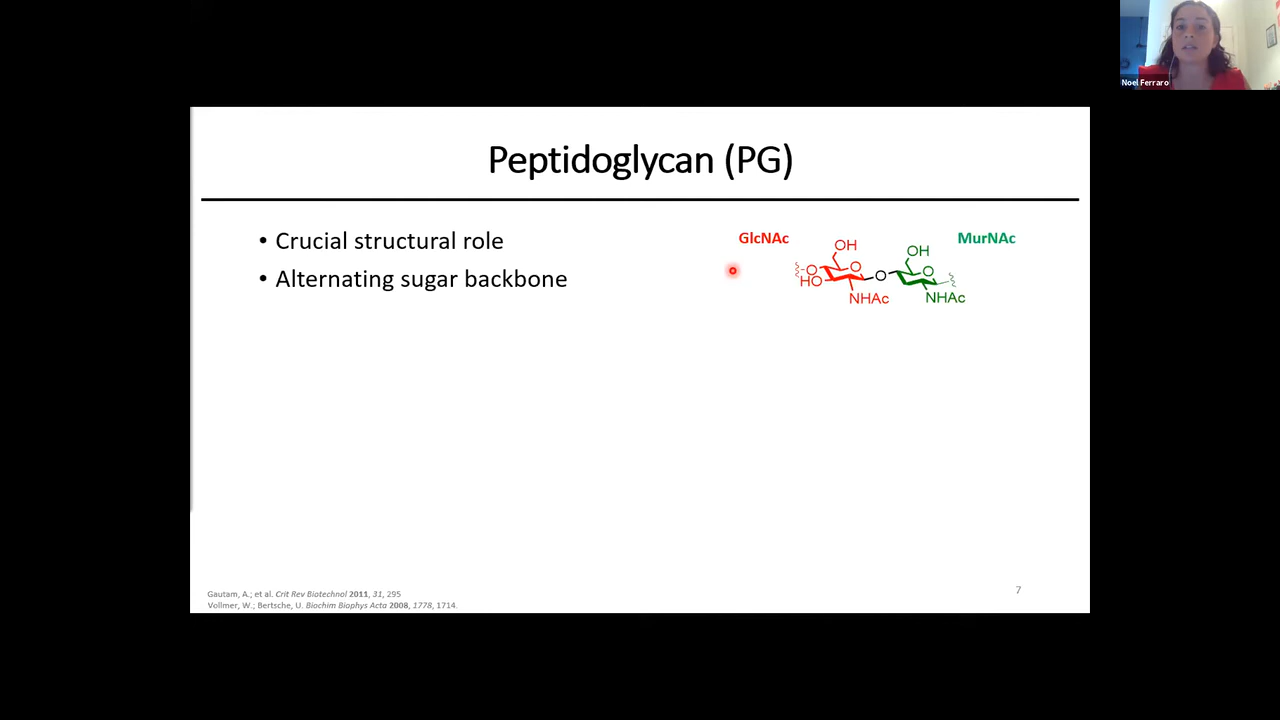 Noel Ferraro
Peptidoglycan (PG)
• Crucial structural role
• Alternating sugar backbone
GlcNAc
MurNAc
OH
OH
O
O
O
O
HO
NHAc
NHAc
Gautam, A.; et al. Crit Rev Biotechnol 2011, 31, 295
Vollmer, W.; Bertsche, U. Biochim Biophys Acta 2008, 1778, 1714.
7